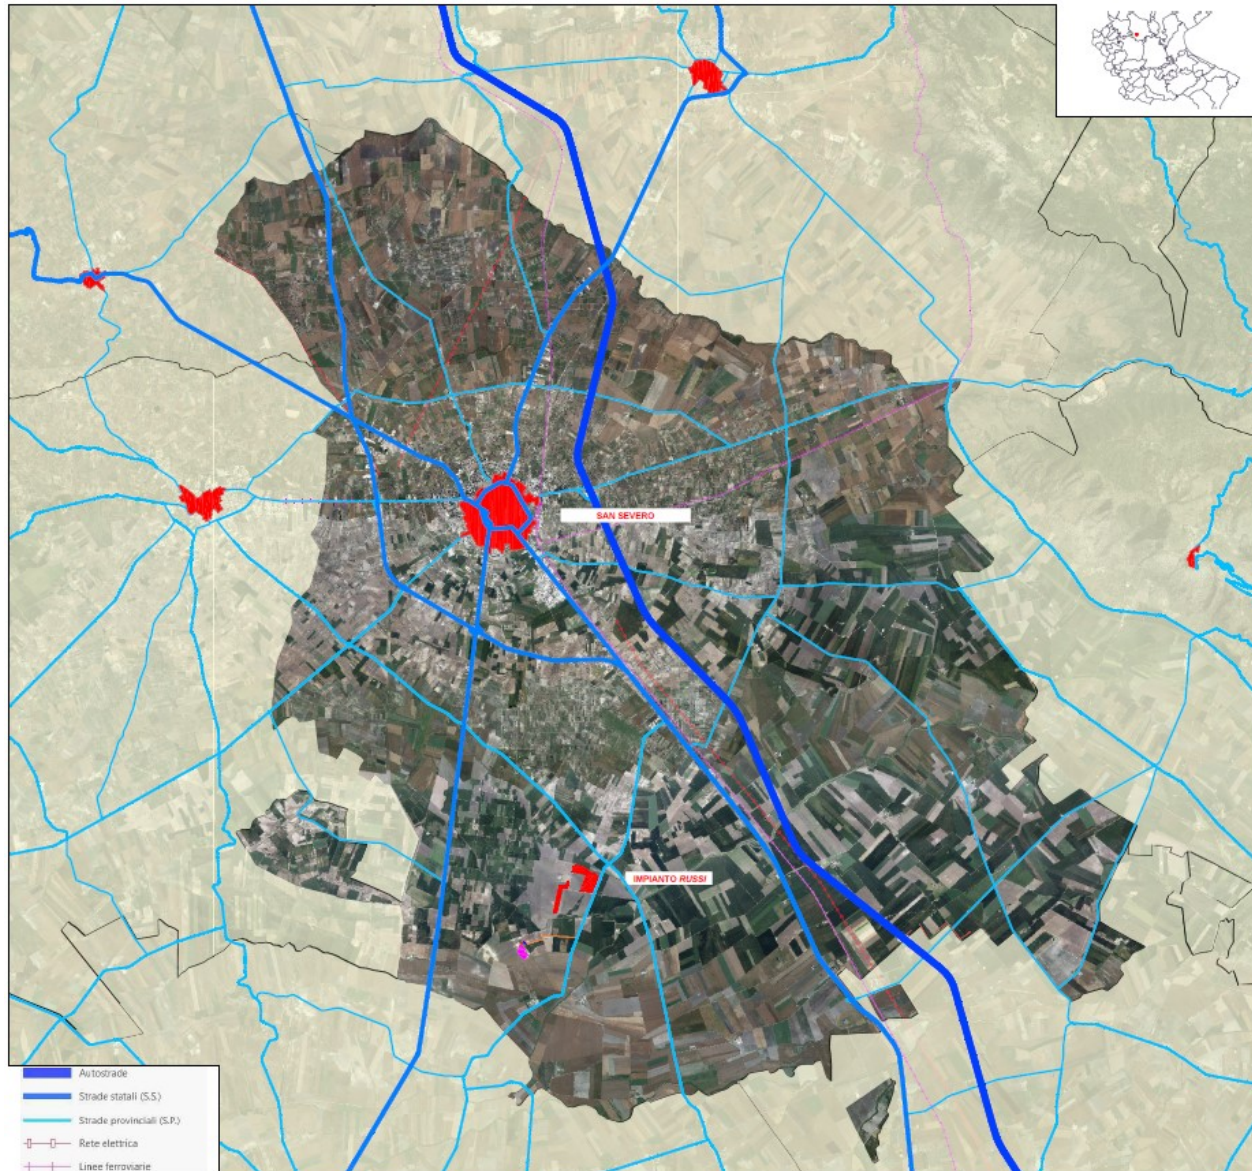 SAN SEVERO
IMPIANTO RUSSI
Autostrade
Strade statali (S.S.)
Strade provinciali (S.P.)
Rete elettrica
Linee ferroviarie